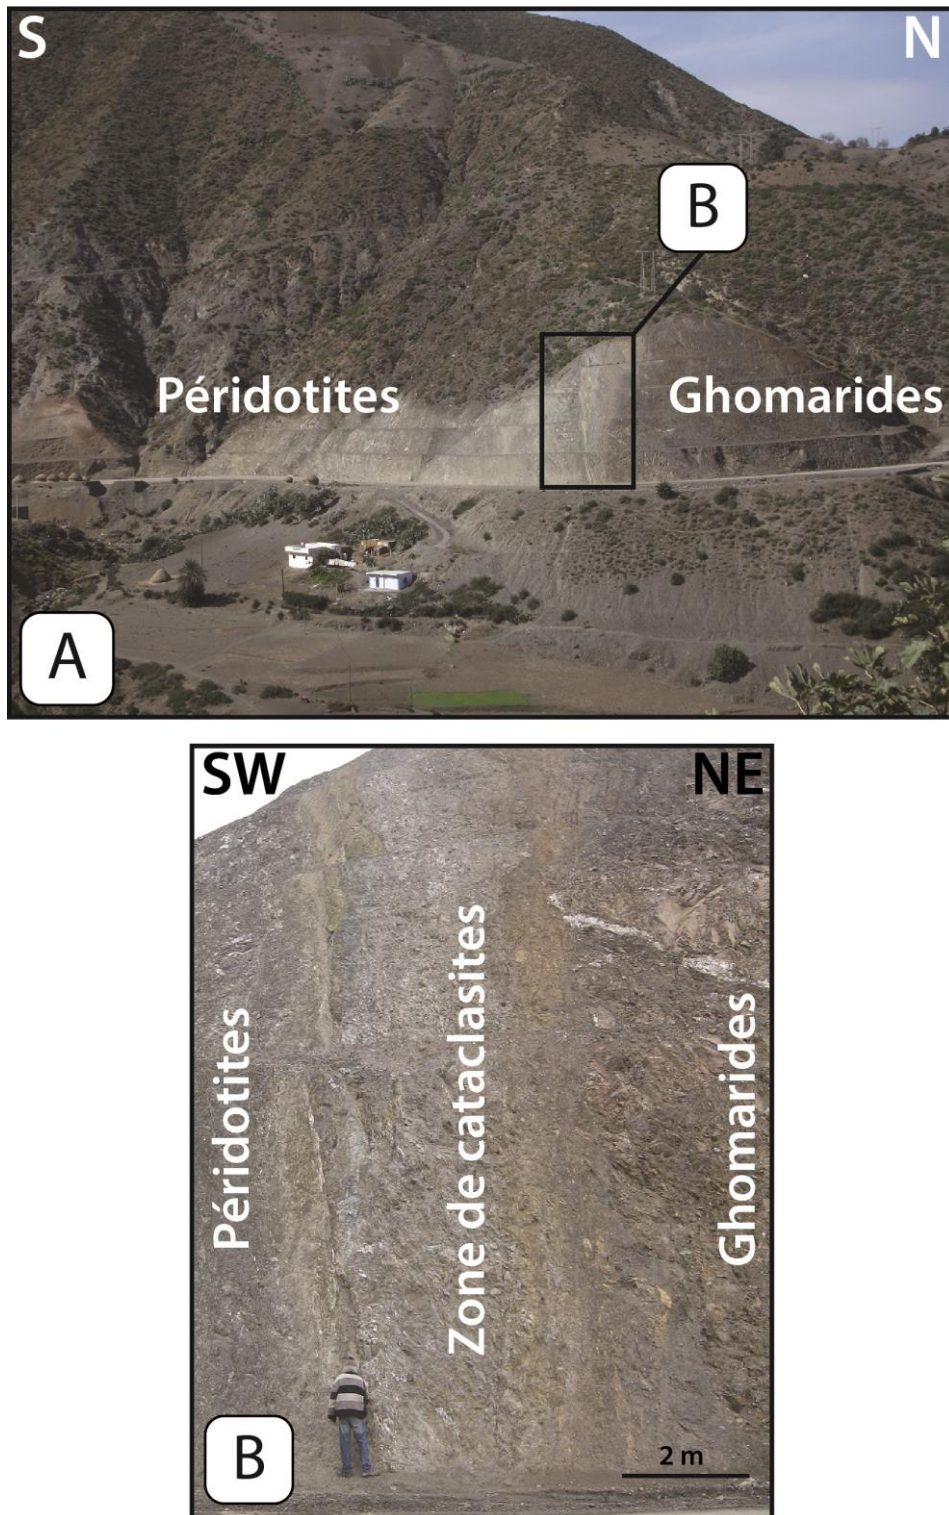 S
N
B
Péridotites
Ghomarides
A
SW
NE
Péridotites
Zone de cataclasites
Ghomarides
B
2 m